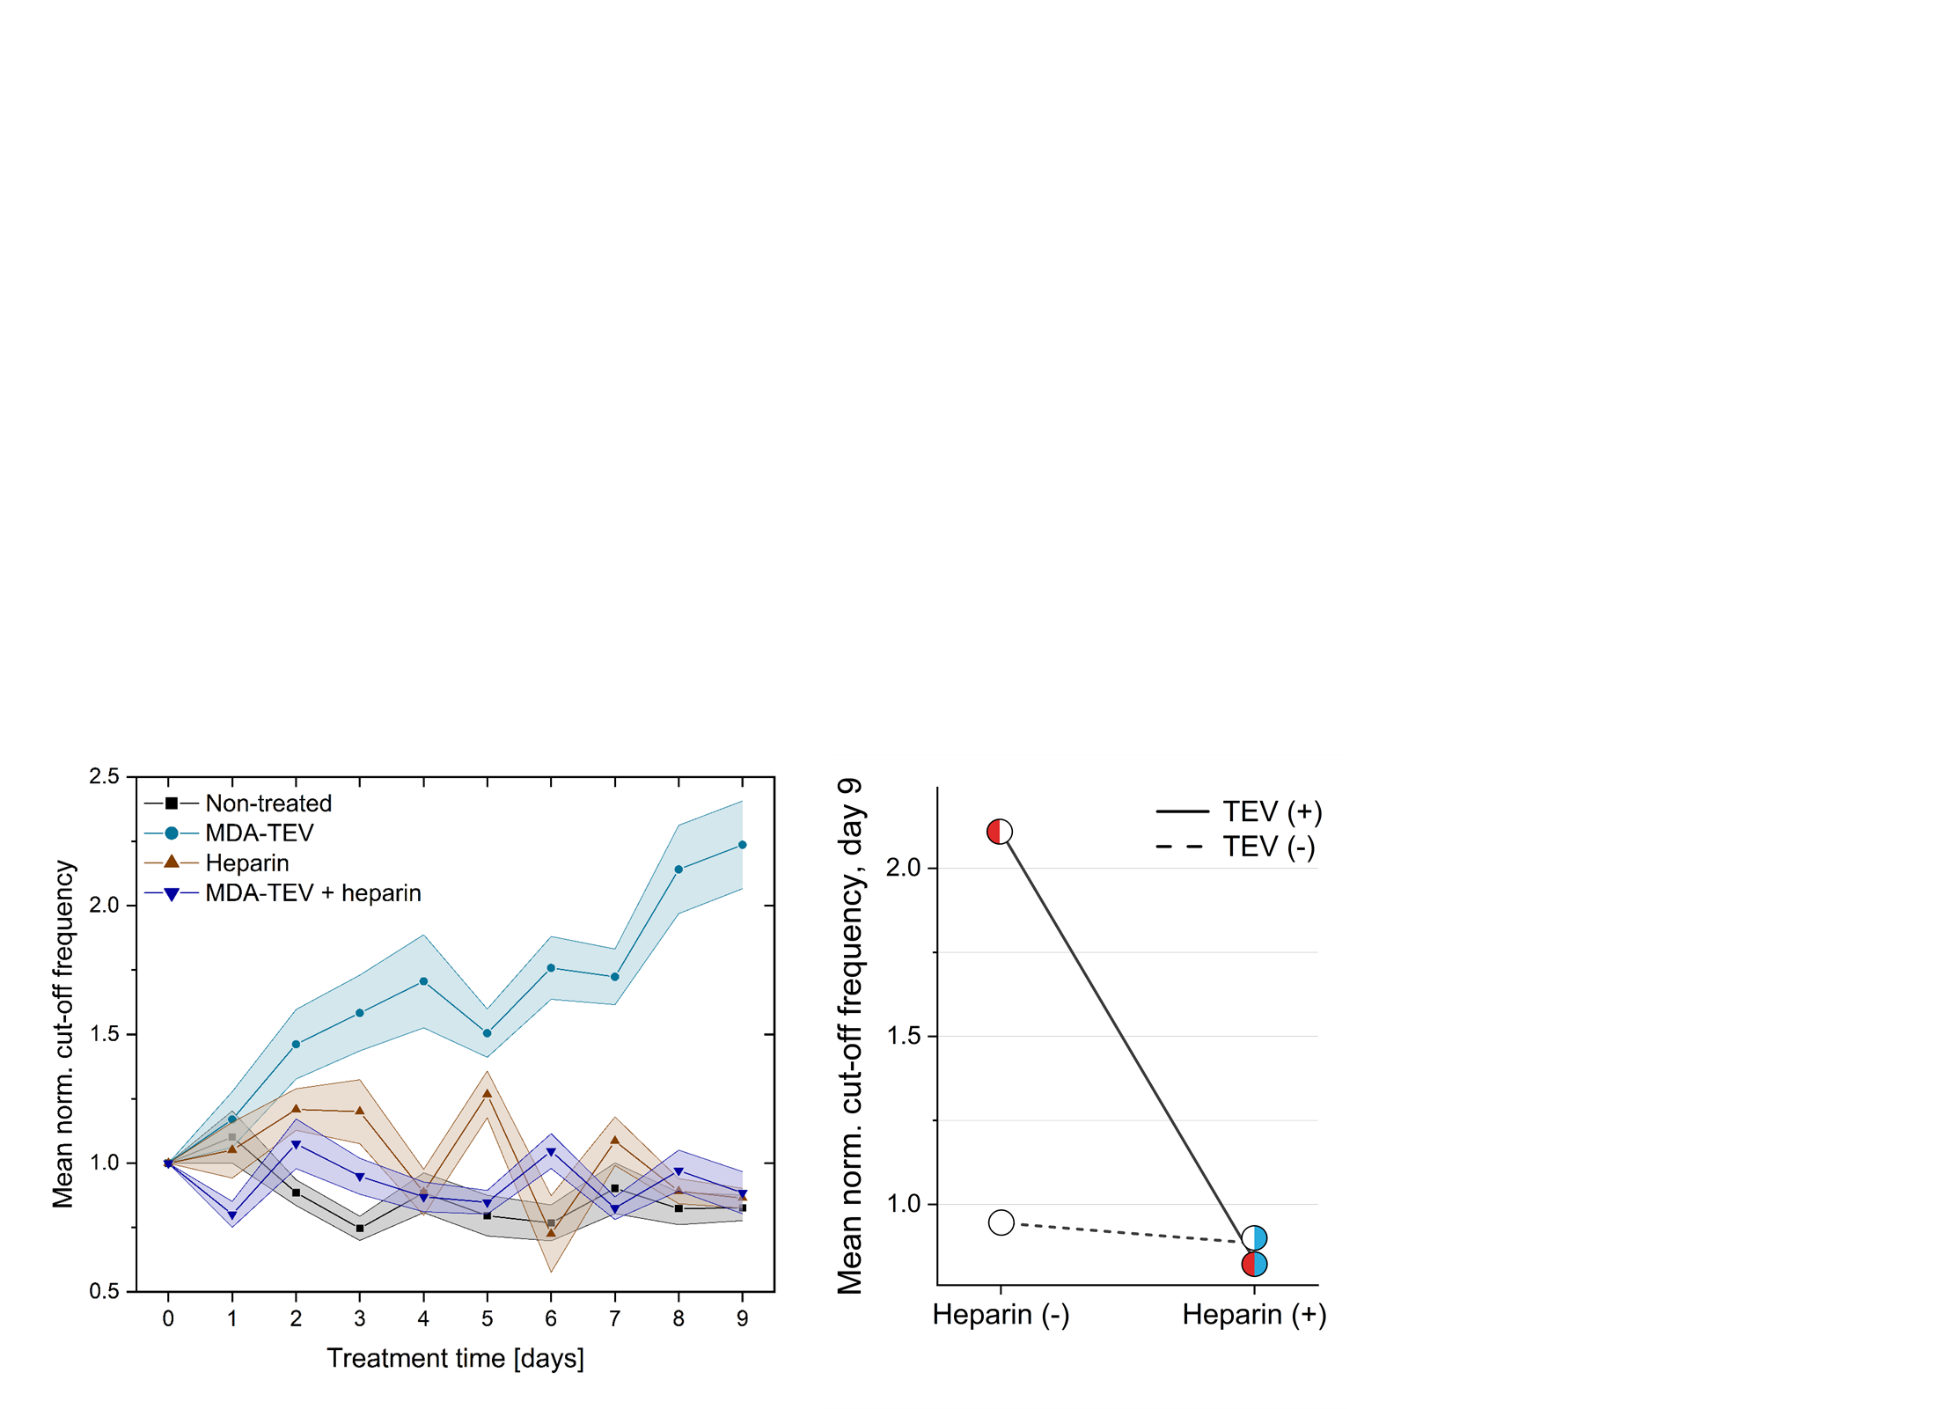 2.5
2.0
1.5
1.0
0.5
Mean norm. cut-off frequency
Non-treated
MDA-TEV
Heparin
MDA-TEV + heparin
0 1 2 3 4 5 6 7 8 9
Treatment time [days]
Mean norm. cut-off frequency, day 9
2.0
1.5
1.0
TEV (+)
TEV (-)
Heparin (-) Heparin (+)